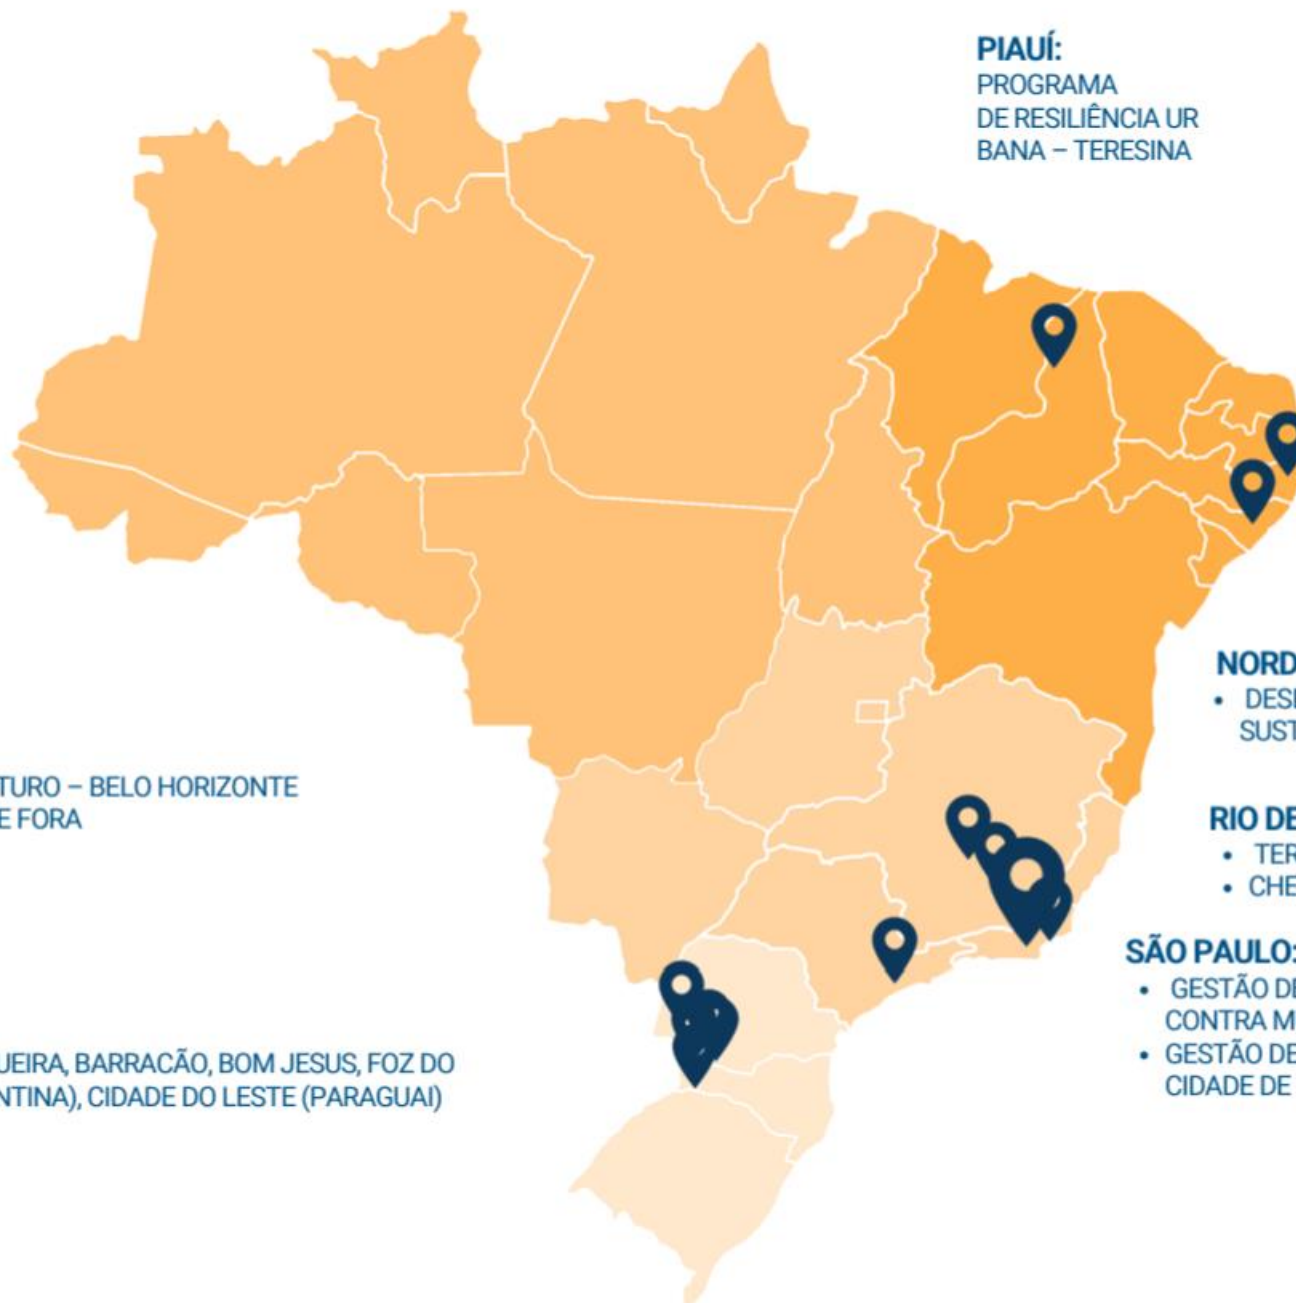 PIAUÍ:
PROGRAMA
DE RESILIÊNCIA UR
BANA – TERESINA
NORD
• DESE
SUST
TURO – BELO HORIZONTE
E FORA
RIO DE
• TER
• CHE
SÃO PAULO:
• GESTÃO DE
CONTRA M
• GESTÃO DE
CIDADE DE
UEIRA, BARRACÃO, BOM JESUS, FOZ DO
NTINA), CIDADE DO LESTE (PARAGUAI)